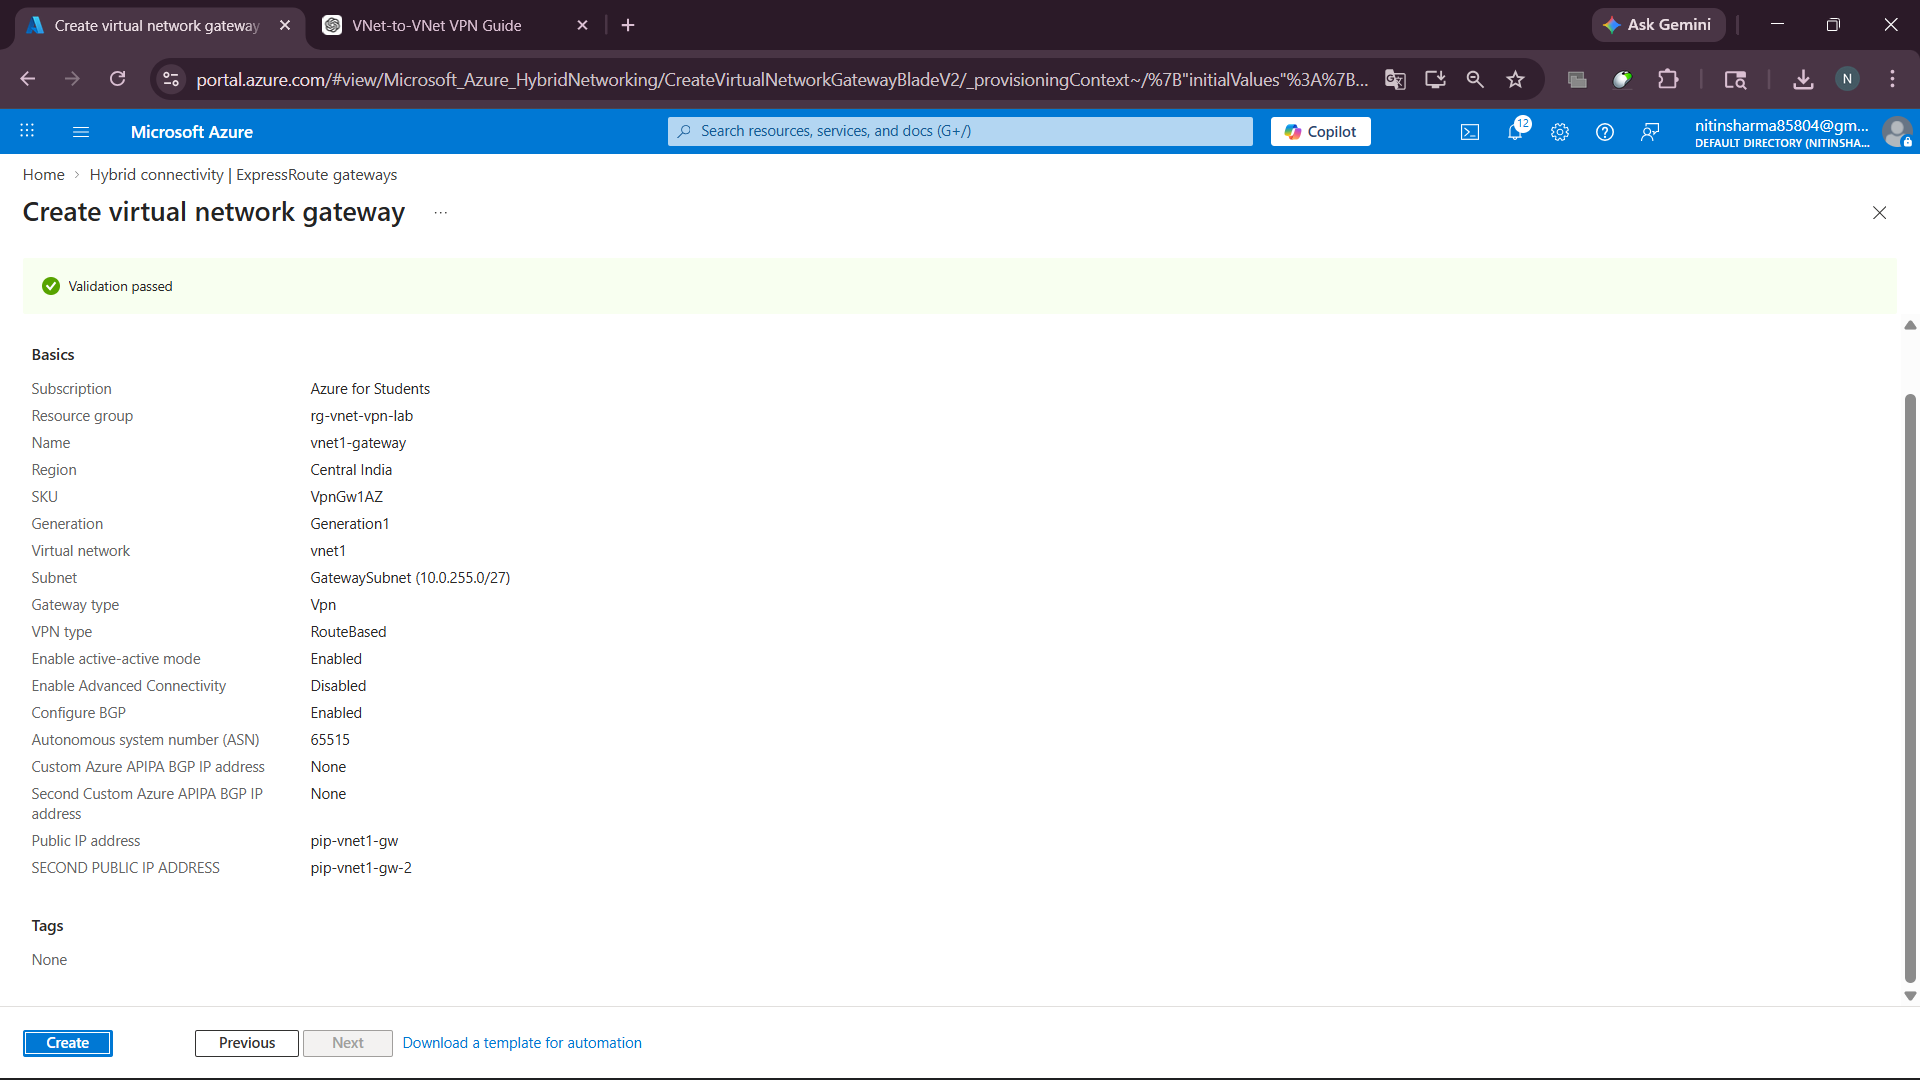 Create virtual network gateway
VNet-to-VNet VPN Guide
Ask Gemini
portal.azure.com/#view/Microsoft_Azure_HybridNetworking/CreateVirtualNetworkGatewayBladeV2/_provisioningContext~/%7B"initialValues"%3A%7B...
N
Microsoft Azure
Search resources, services, and docs (G+/)
Copilot
12
nitinsharma85804@gm...
DEFAULT DIRECTORY (NITINSHA...
Home > Hybrid connectivity | ExpressRoute gateways
Create virtual network gateway ...
Validation passed
Basics
Subscription Azure for Students
Resource group rg-vnet-vpn-lab
Name vnet1-gateway
Region Central India
SKU VpnGw1AZ
Generation Generation1
Virtual network vnet1
Subnet GatewaySubnet (10.0.255.0/27)
Gateway type Vpn
VPN type RouteBased
Enable active-active mode Enabled
Enable Advanced Connectivity Disabled
Configure BGP Enabled
Autonomous system number (ASN) 65515
Custom Azure APIPA BGP IP address None
Second Custom Azure APIPA BGP IP None
address
Public IP address pip-vnet1-gw
SECOND PUBLIC IP ADDRESS pip-vnet1-gw-2
Tags
None
Create Previous Next Download a template for automation